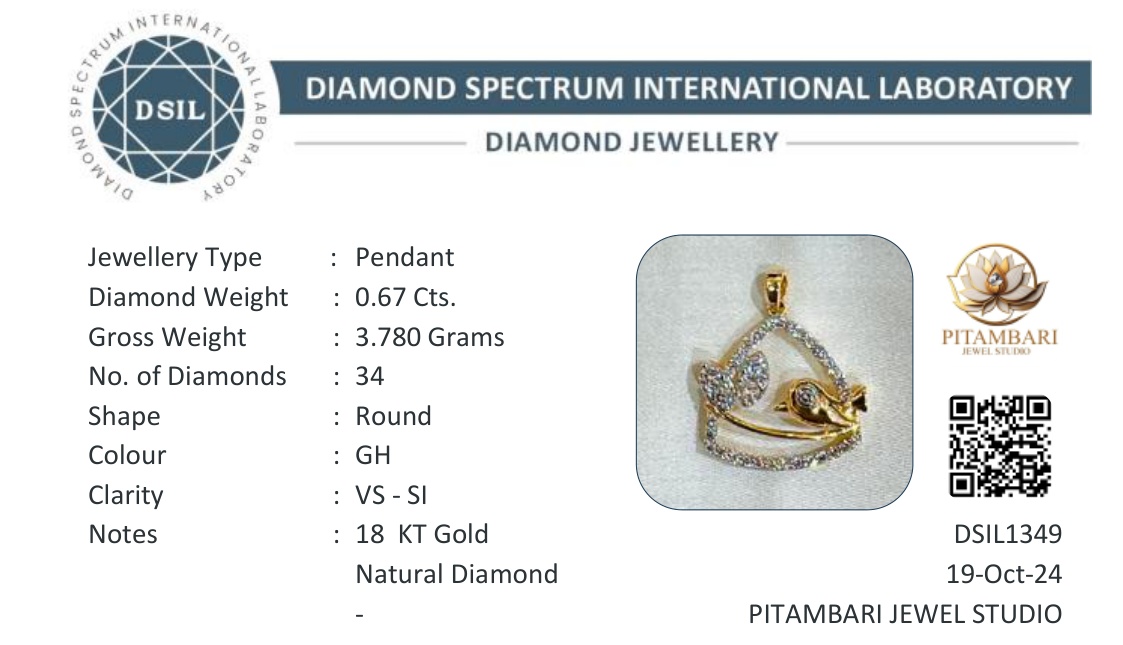 DIAMOND SPECTRUM INTERNATIONAL LABORATORY
DSIL
DIAMOND SPECTRUM INTERNATIONAL LABORATORY
DIAMOND JEWELLERY
Jewellery Type : Pendant
Diamond Weight : 0.67 Cts.
Gross Weight : 3.780 Grams
No. of Diamonds : 34
Shape : Round
Colour : GH
Clarity : VS - SI
Notes : 18 KT Gold
Natural Diamond
-
PITAMBARI
JEWEL STUDIO
DSIL1349
19-Oct-24
PITAMBARI JEWEL STUDIO